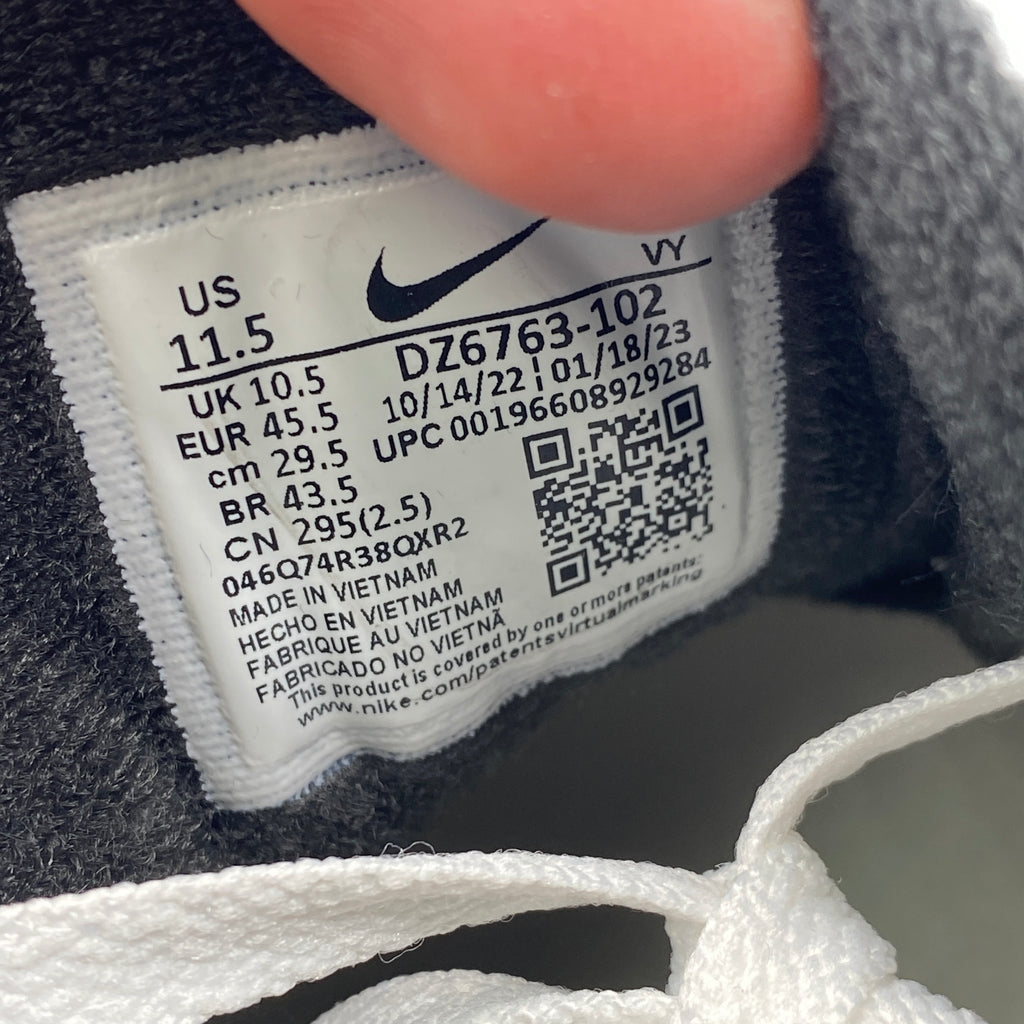 US
11.5
VY
UK 10.5
EUR 45.5
cm 29.5
BR 43.5
CN 295(2.5)
DZ6763-102
10/14/22 ¦ 01/18/23
UPC 00196608929284
046Q74R38QXR2
MADE IN VIETNAM
HECHO EN VIETNAM
FABRIQUE AU VIETNAM
FABRICADO NO VIETNÃ
This product is covered by one or more patents:
www.nike.com/patentsvirtualmarking